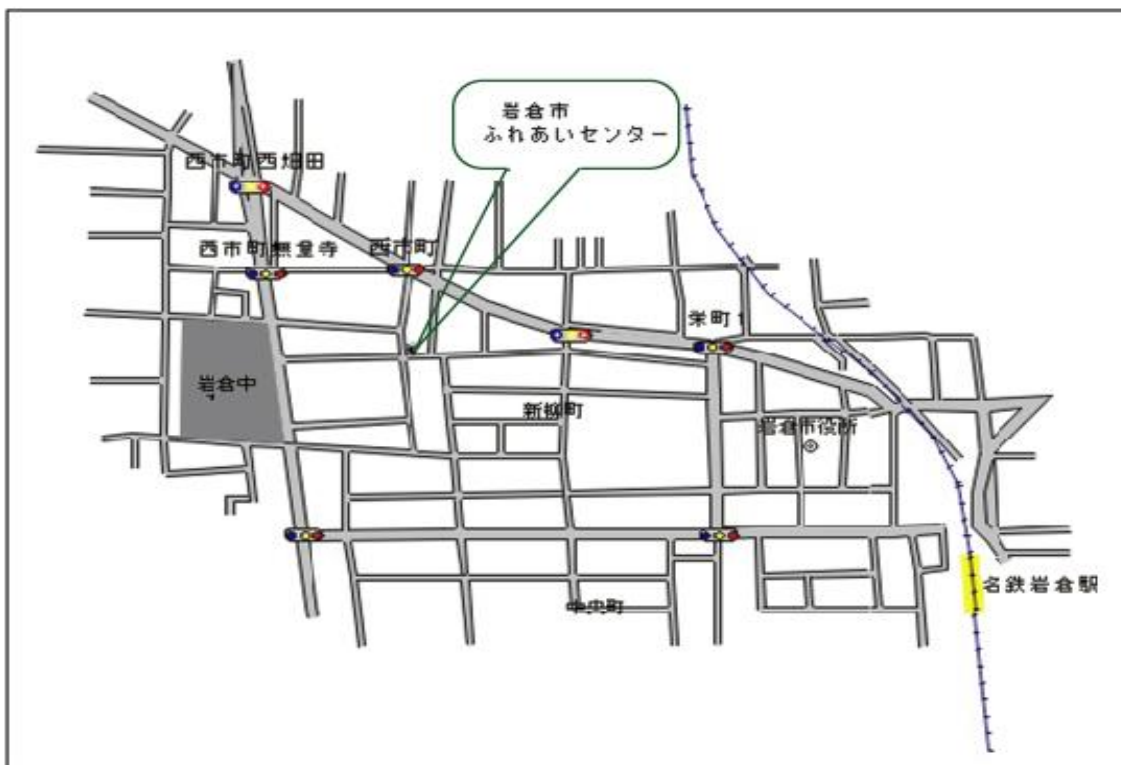 岩倉市
ふれあいセンター
西市町西畑田
西市町無量寺
西市町
栄町1
岩倉中
新柳町
岩倉市役所
名鉄岩倉駅
中央町